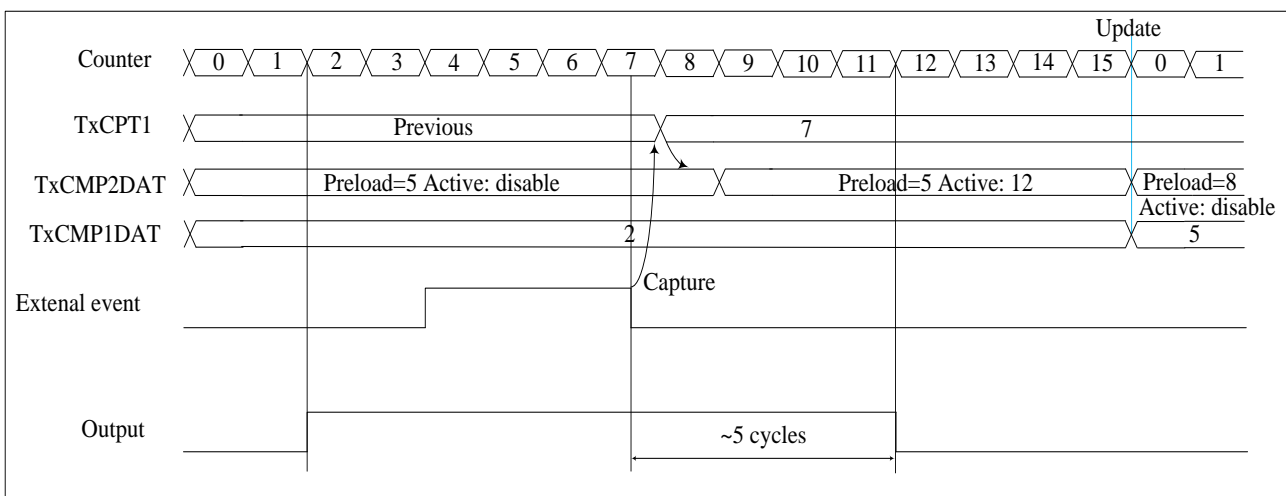 Update
Counter 0 1 2 3 4 5 6 7 8 9 10 11 12 13 14 15 0 1
TxCPT1 Previous 7
TxCMP2DAT Preload=5 Active: disable Preload=5 Active: 12 Preload=8
Active: disable
TxCMP1DAT 2 5
Capture
Extenal event
Output ~5 cycles